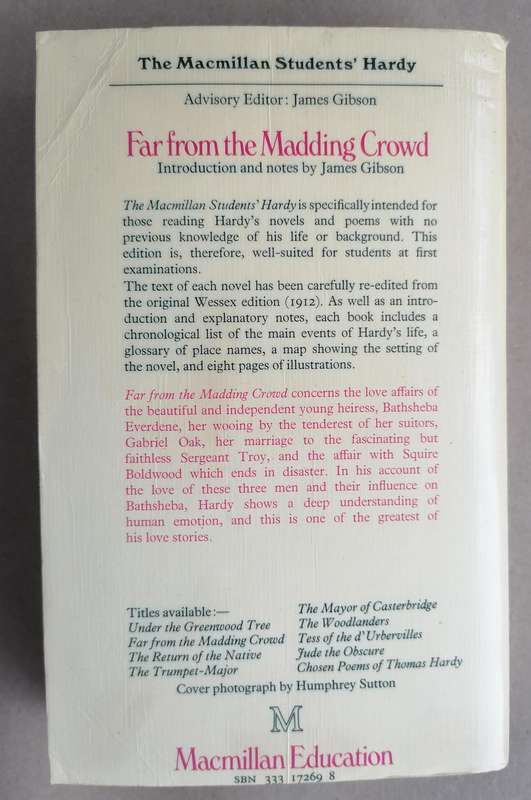 The Macmillan Students' Hardy
Advisory Editor: James Gibson
Far from the Madding Crowd
Introduction and notes by James Gibson
The Macmillan Students' Hardy is specifically intended for
those reading Hardy's novels and poems with no
previous knowledge of his life or background. This
edition is, therefore, well-suited for students at first
examinations.
The text of each novel has been carefully re-edited from
the original Wessex edition (1912). As well as an intro-
duction and explanatory notes, each book includes a
chronological list of the main events of Hardy's life, a
glossary of place names, a map showing the setting of
the novel, and eight pages of illustrations.
Far from the Madding Crowd concerns the love affairs of
the beautiful and independent young heiress, Bathsheba
Everdene, her wooing by the tenderest of her suitors,
Gabriel Oak, her marriage to the fascinating but
faithless Sergeant Troy, and the affair with Squire
Boldwood which ends in disaster. In his account of
the love of these three men and their influence on
Bathsheba, Hardy shows a deep understanding of
human emotion, and this is one of the greatest of
his love stories.
Titles available:—
Under the Greenwood Tree
Far from the Madding Crowd
The Return of the Native
The Trumpet-Major
The Mayor of Casterbridge
The Woodlanders
Tess of the d'Urbervilles
Jude the Obscure
Chosen Poems of Thomas Hardy
Cover photograph by Humphrey Sutton
M
Macmillan Education
SBN 333 17269 8